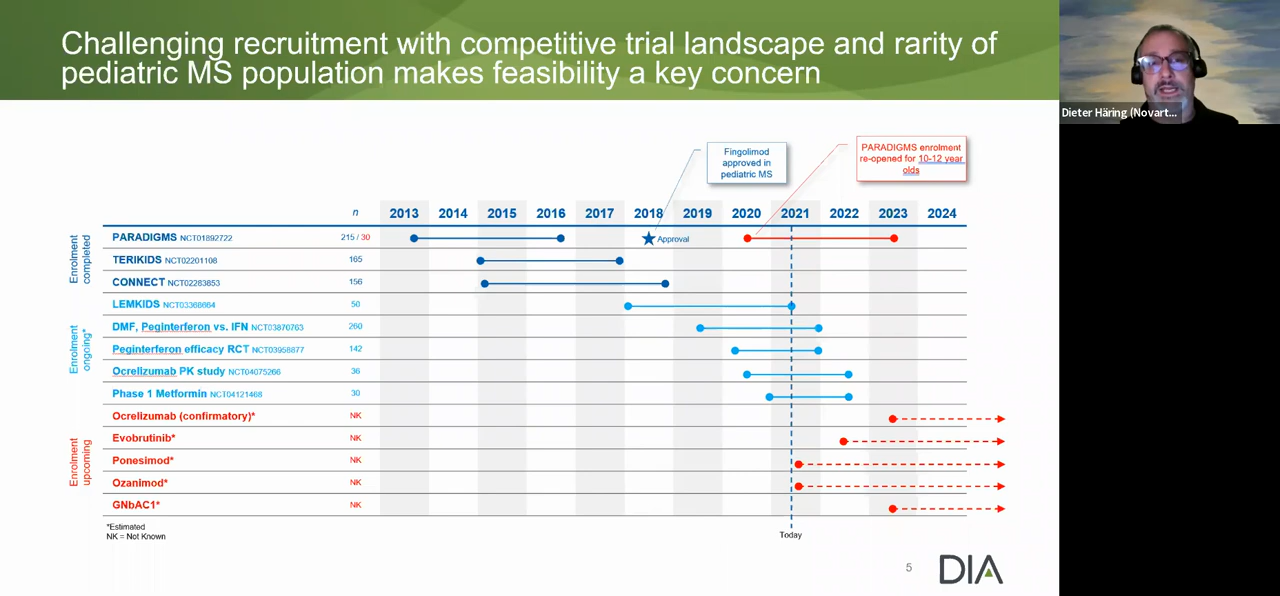 Challenging recruitment with competitive trial landscape and rarity of
pediatric MS population makes feasibility a key concern
Dieter Häring (Novart...
Fingolimod
approved in
pediatric MS
PARADIGMS enrolment
re-opened for 10-12 year
olds
n 2013 2014 2015 2016 2017 2018 2019 2020 2021 2022 2023 2024
Enrolment
completed
PARADIGMS NCT01892722 215 / 30 Approval
TERIKIDS NCT02201108 165
CONNECT NCT02283853 156
Enrolment
ongoing*
LEMKIDS NCT03368664 50
DMF, Peginterferon vs. IFN NCT03870763 260
Peginterferon efficacy RCT NCT03958877 142
Ocrelizumab PK study NCT04075266 36
Phase 1 Metformin NCT04121468 30
Enrolment
upcoming
Ocrelizumab (confirmatory)* NK
Evobrutinib* NK
Ponesimod* NK
Ozanimod* NK
GNbAC1* NK
*Estimated
NK = Not Known
Today
5
DIA